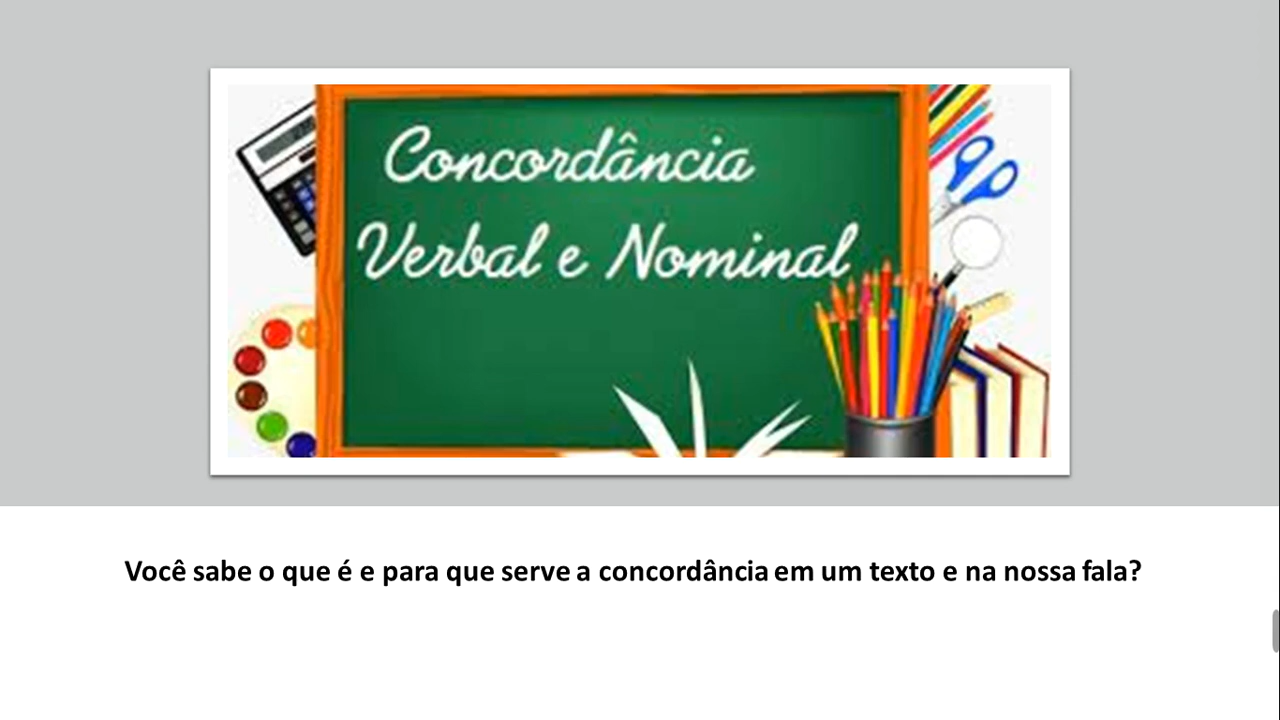 Concordância
Verbal e Nominal
Você sabe o que é e para que serve a concordância em um texto e na nossa fala?